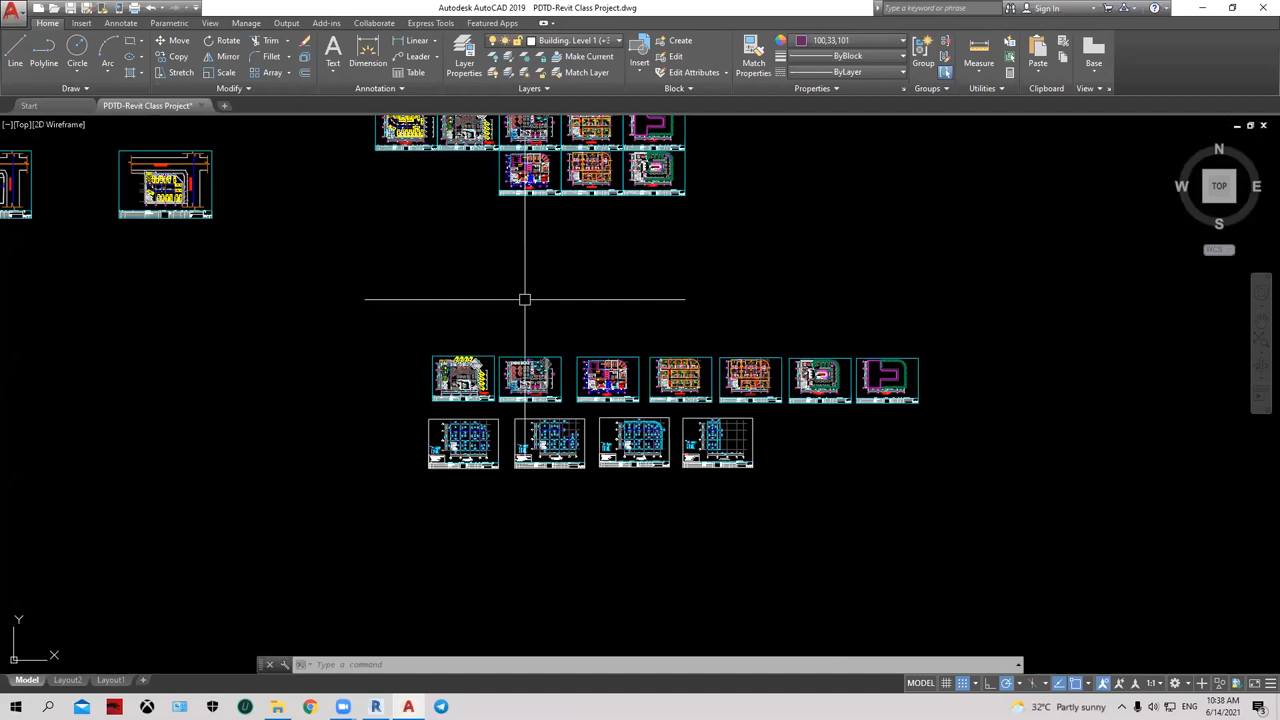 Autodesk AutoCAD 2019 PDTD-Revit Class Project.dwg
Type a keyword or phrase
Sign In
Home Insert Annotate Parametric View Manage Output Add-ins Collaborate Express Tools Featured Apps
Line Polyline Circle Arc
Move Rotate Trim
Copy Mirror Fillet
Stretch Scale Array
Text Dimension
Linear
Leader
Table
Layer Properties
Building. Level 1 (+
Make Current
Match Layer
Insert
Create
Edit
Edit Attributes
Match Properties
100,33,101
ByBlock
ByLayer
Group
Measure
Paste
Base
Draw Modify Annotation Layers Block Properties Groups Utilities Clipboard View
Start PDTD-Revit Class Project*
[−][Top][2D Wireframe]
N
W TOP E
S
WCS
Y
X
Type a command
Model Layout2 Layout1
MODEL 1:1
32°C Partly sunny
10:38 AM
6/14/2021
3